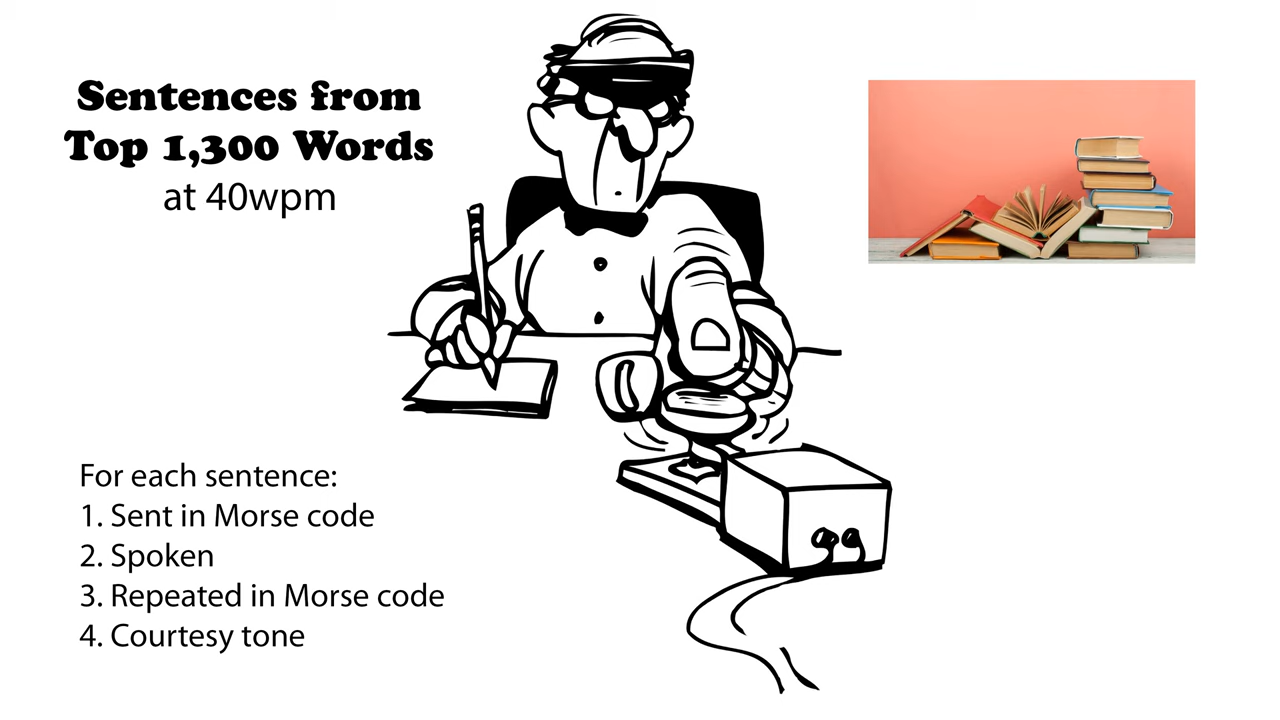 Sentences from
Top 1,300 Words
at 40wpm
For each sentence:
1. Sent in Morse code
2. Spoken
3. Repeated in Morse code
4. Courtesy tone